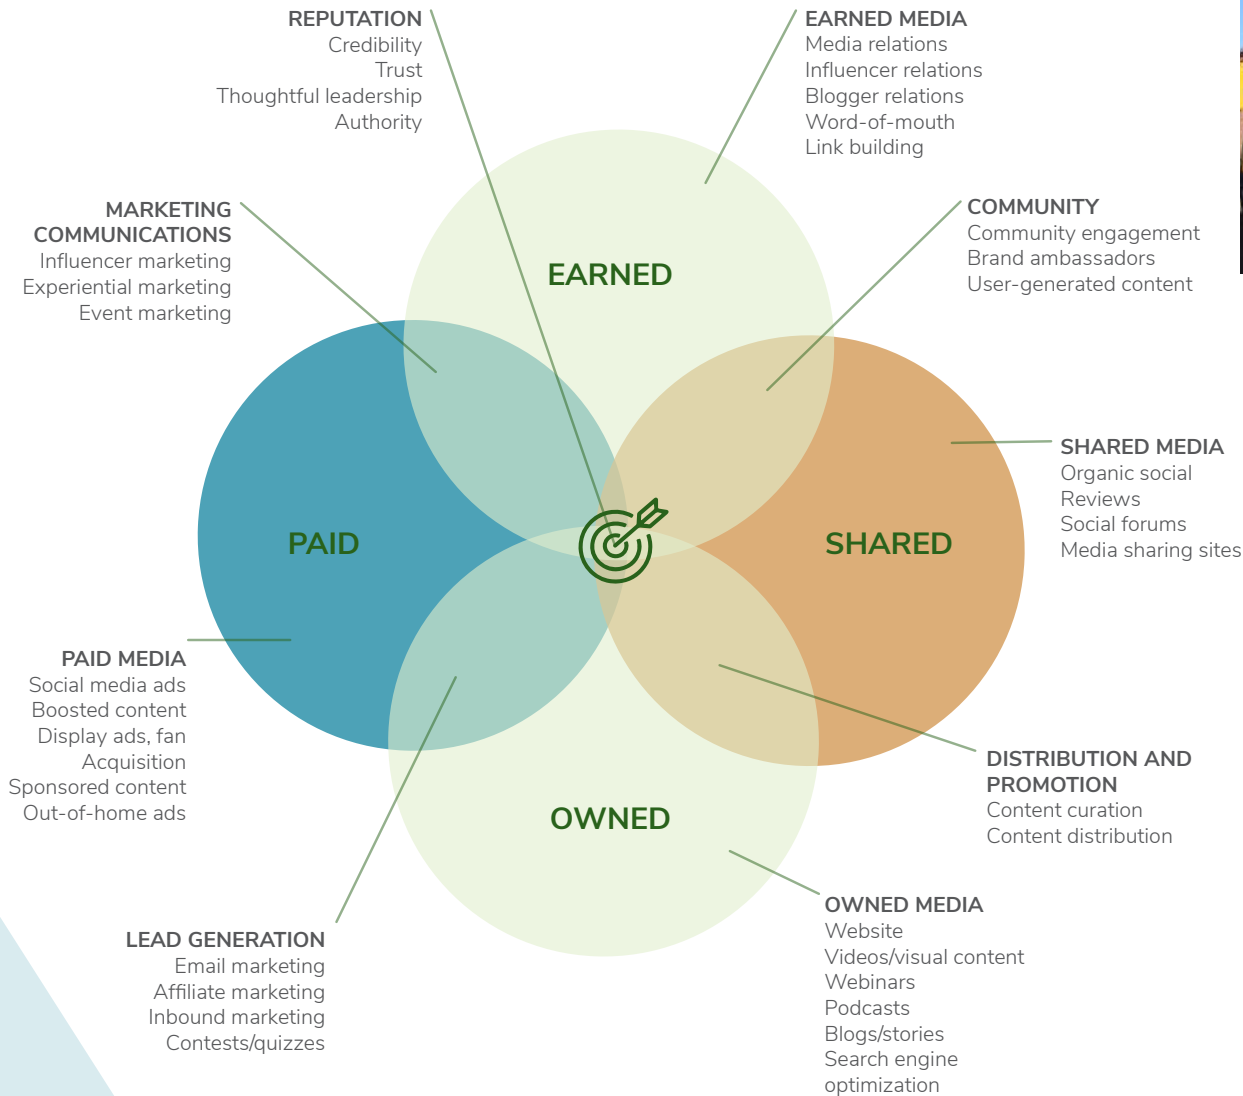 REPUTATION
Credibility
Trust
Thoughtful leadership
Authority
EARNED MEDIA
Media relations
Influencer relations
Blogger relations
Word-of-mouth
Link building
MARKETING
COMMUNICATIONS
Influencer marketing
Experiential marketing
Event marketing
COMMUNITY
Community engagement
Brand ambassadors
User-generated content
EARNED
SHARED MEDIA
Organic social
Reviews
Social forums
Media sharing sites
PAID
SHARED
PAID MEDIA
Social media ads
Boosted content
Display ads, fan
Acquisition
Sponsored content
Out-of-home ads
DISTRIBUTION AND
PROMOTION
Content curation
Content distribution
OWNED
OWNED MEDIA
Website
Videos/visual content
Webinars
Podcasts
Blogs/stories
Search engine
optimization
LEAD GENERATION
Email marketing
Affiliate marketing
Inbound marketing
Contests/quizzes